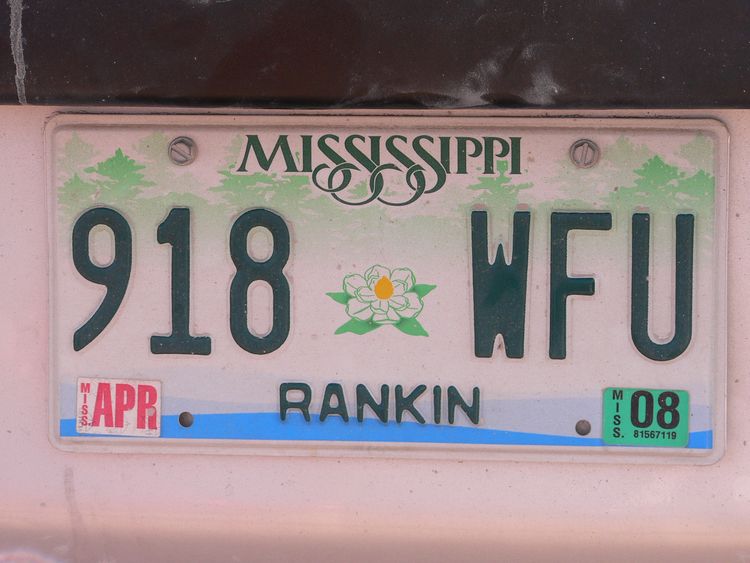 MISSISSIPPI
918 WFU
RANKIN
MISS. APR
MISS. 08
81567119